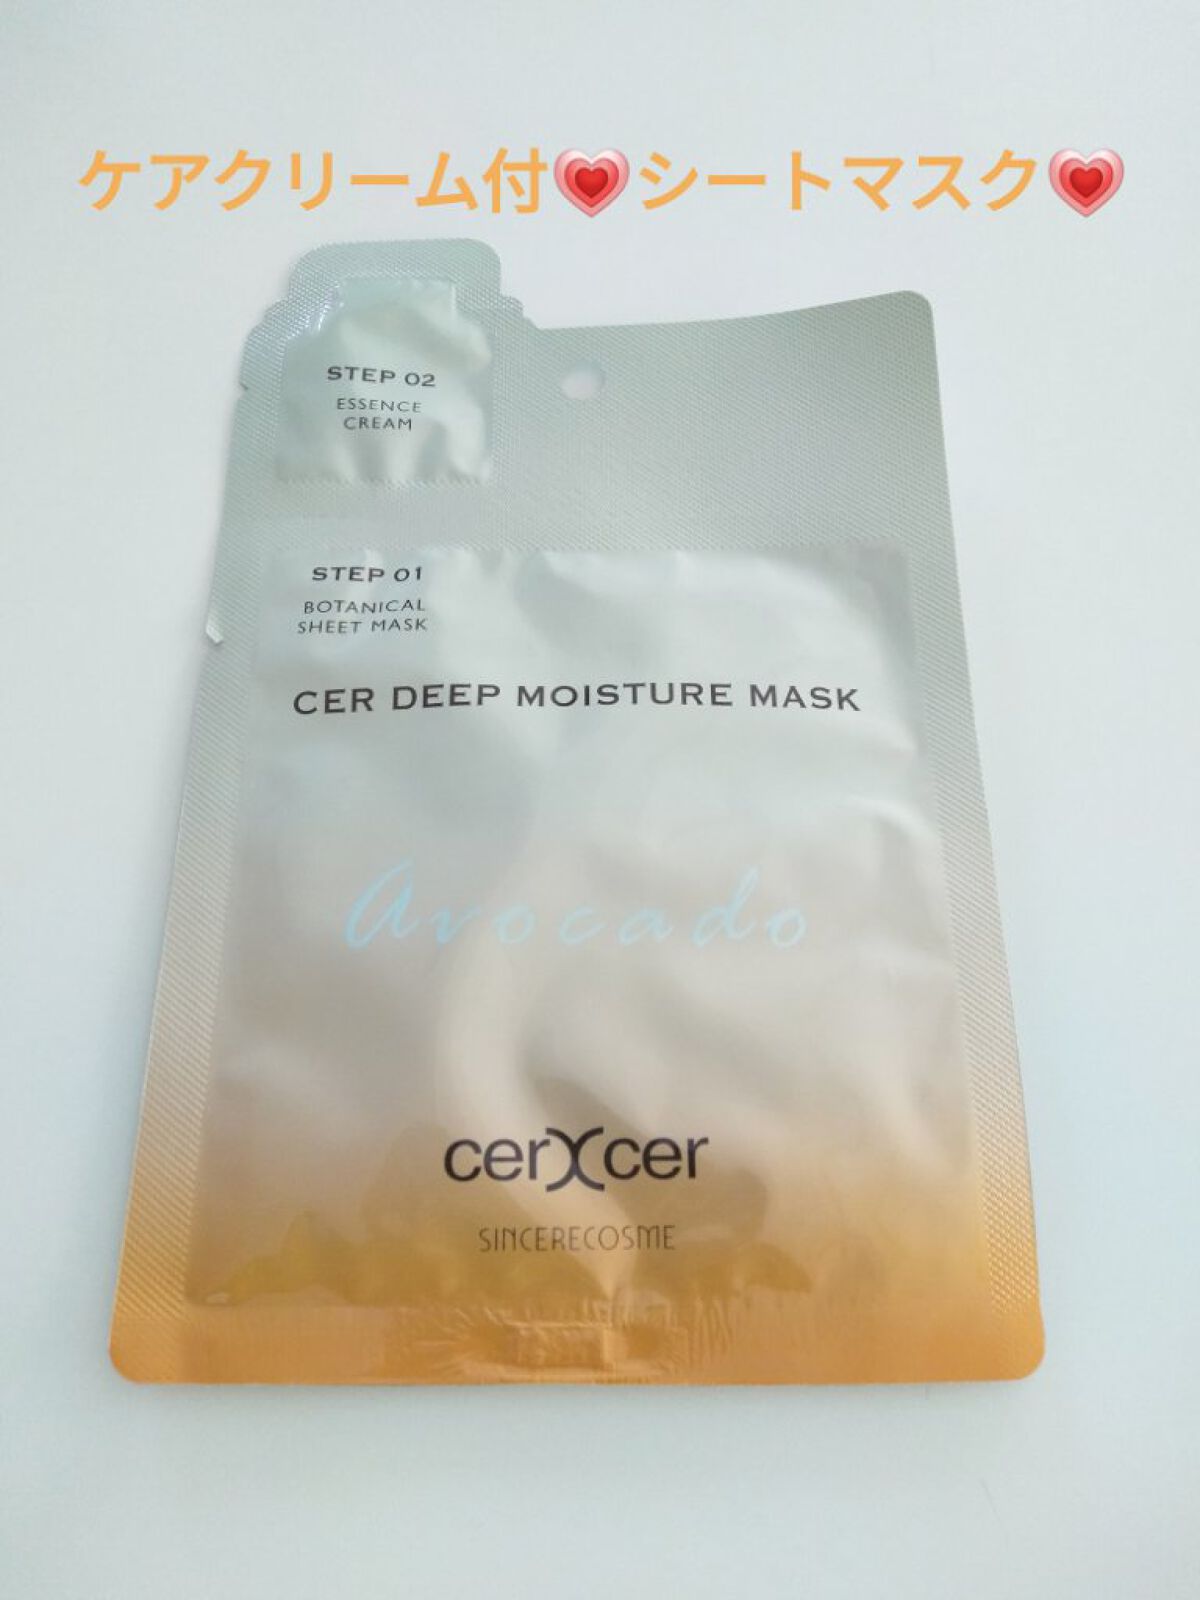 ケアクリーム付💗シートマスク💗
STEP 02
ESSENCE
CREAM
STEP 01
BOTANICAL
SHEET MASK
CER DEEP MOISTURE MASK
Avocado
cerXcer
SINCERECOSME